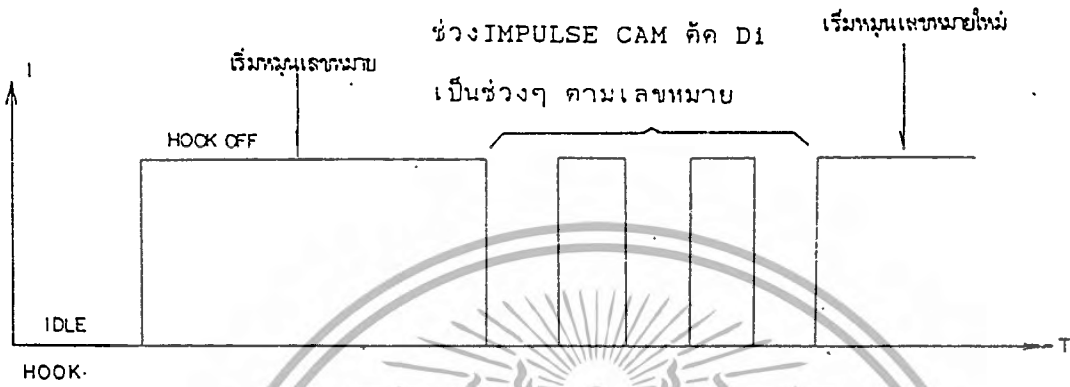 ช่วงIMPULSE CAM ตัด D1
เป็นช่วงๆ ตามเลขหมาย
เริ่มหมุนเลขหมายใหม่
เริ่มหมุนเลขหมาย
I
HOOK OFF
IDLE
T
HOOK